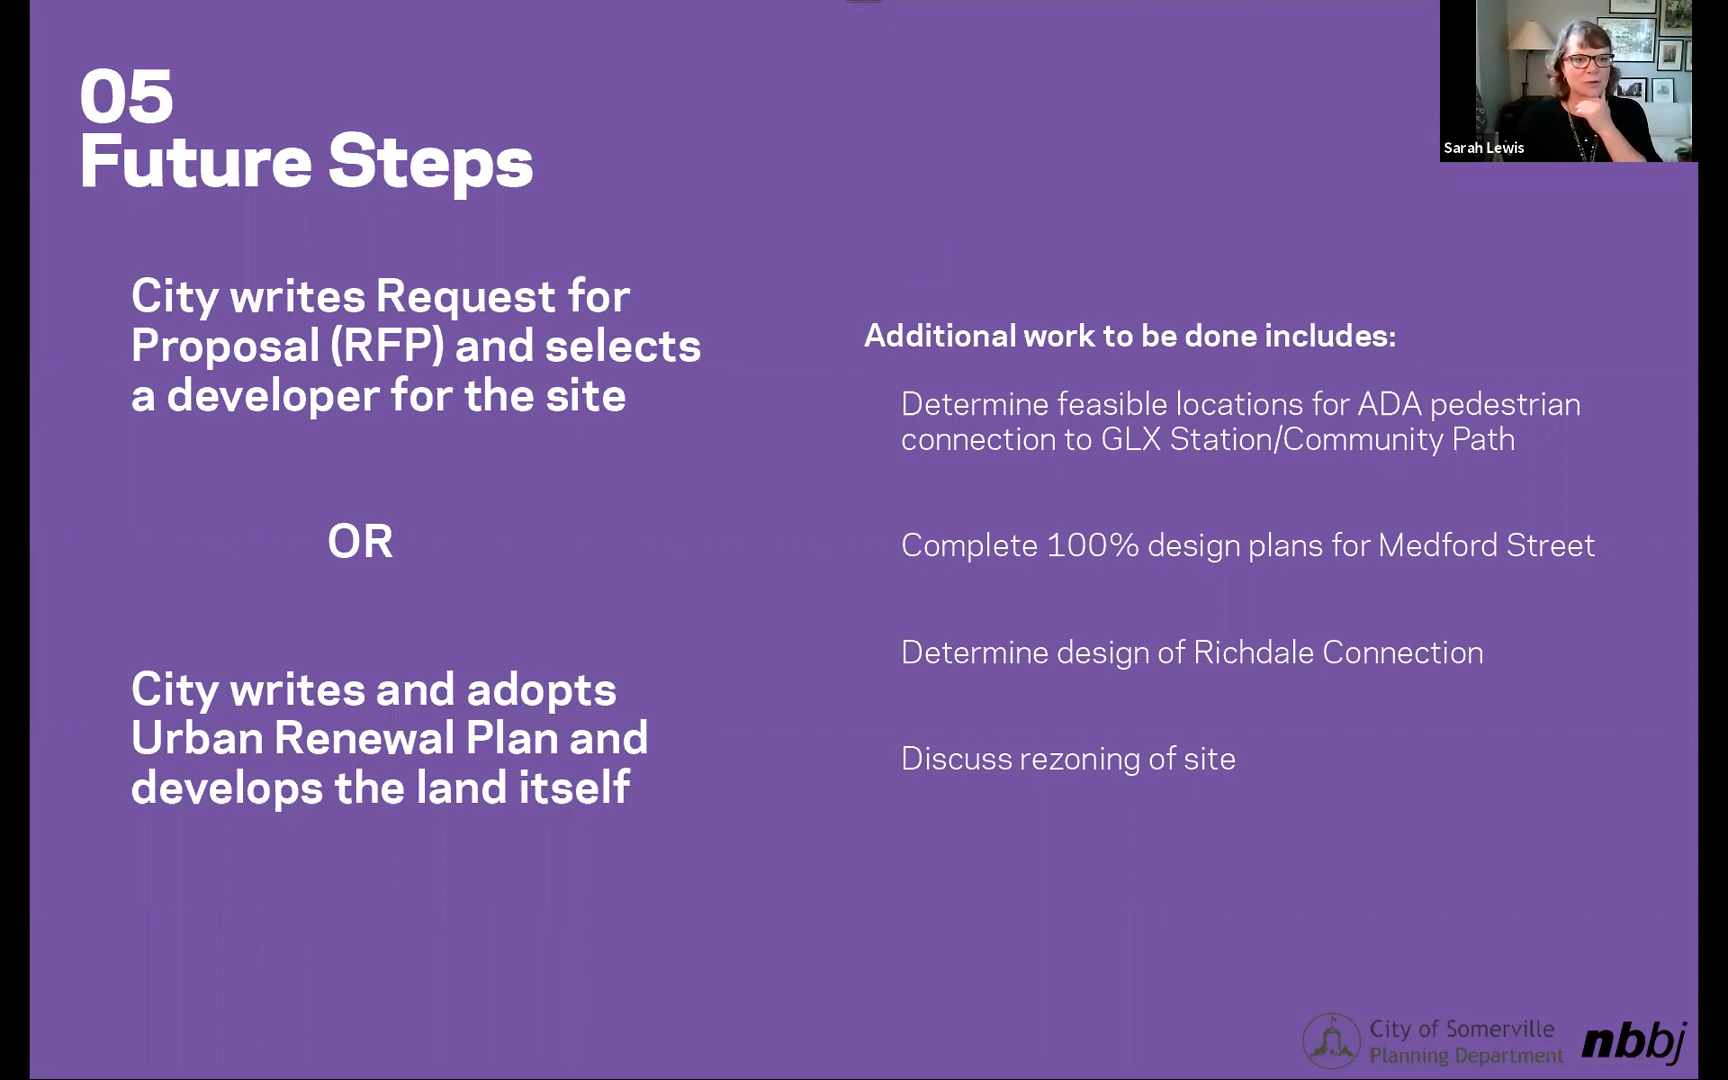 05
Future Steps
City writes Request for
Proposal (RFP) and selects
a developer for the site
OR
City writes and adopts
Urban Renewal Plan and
develops the land itself
Additional work to be done includes:
Determine feasible locations for ADA pedestrian
connection to GLX Station/Community Path
Complete 100% design plans for Medford Street
Determine design of Richdale Connection
Discuss rezoning of site
Sarah Lewis
City of Somerville
Planning Department
nbbj